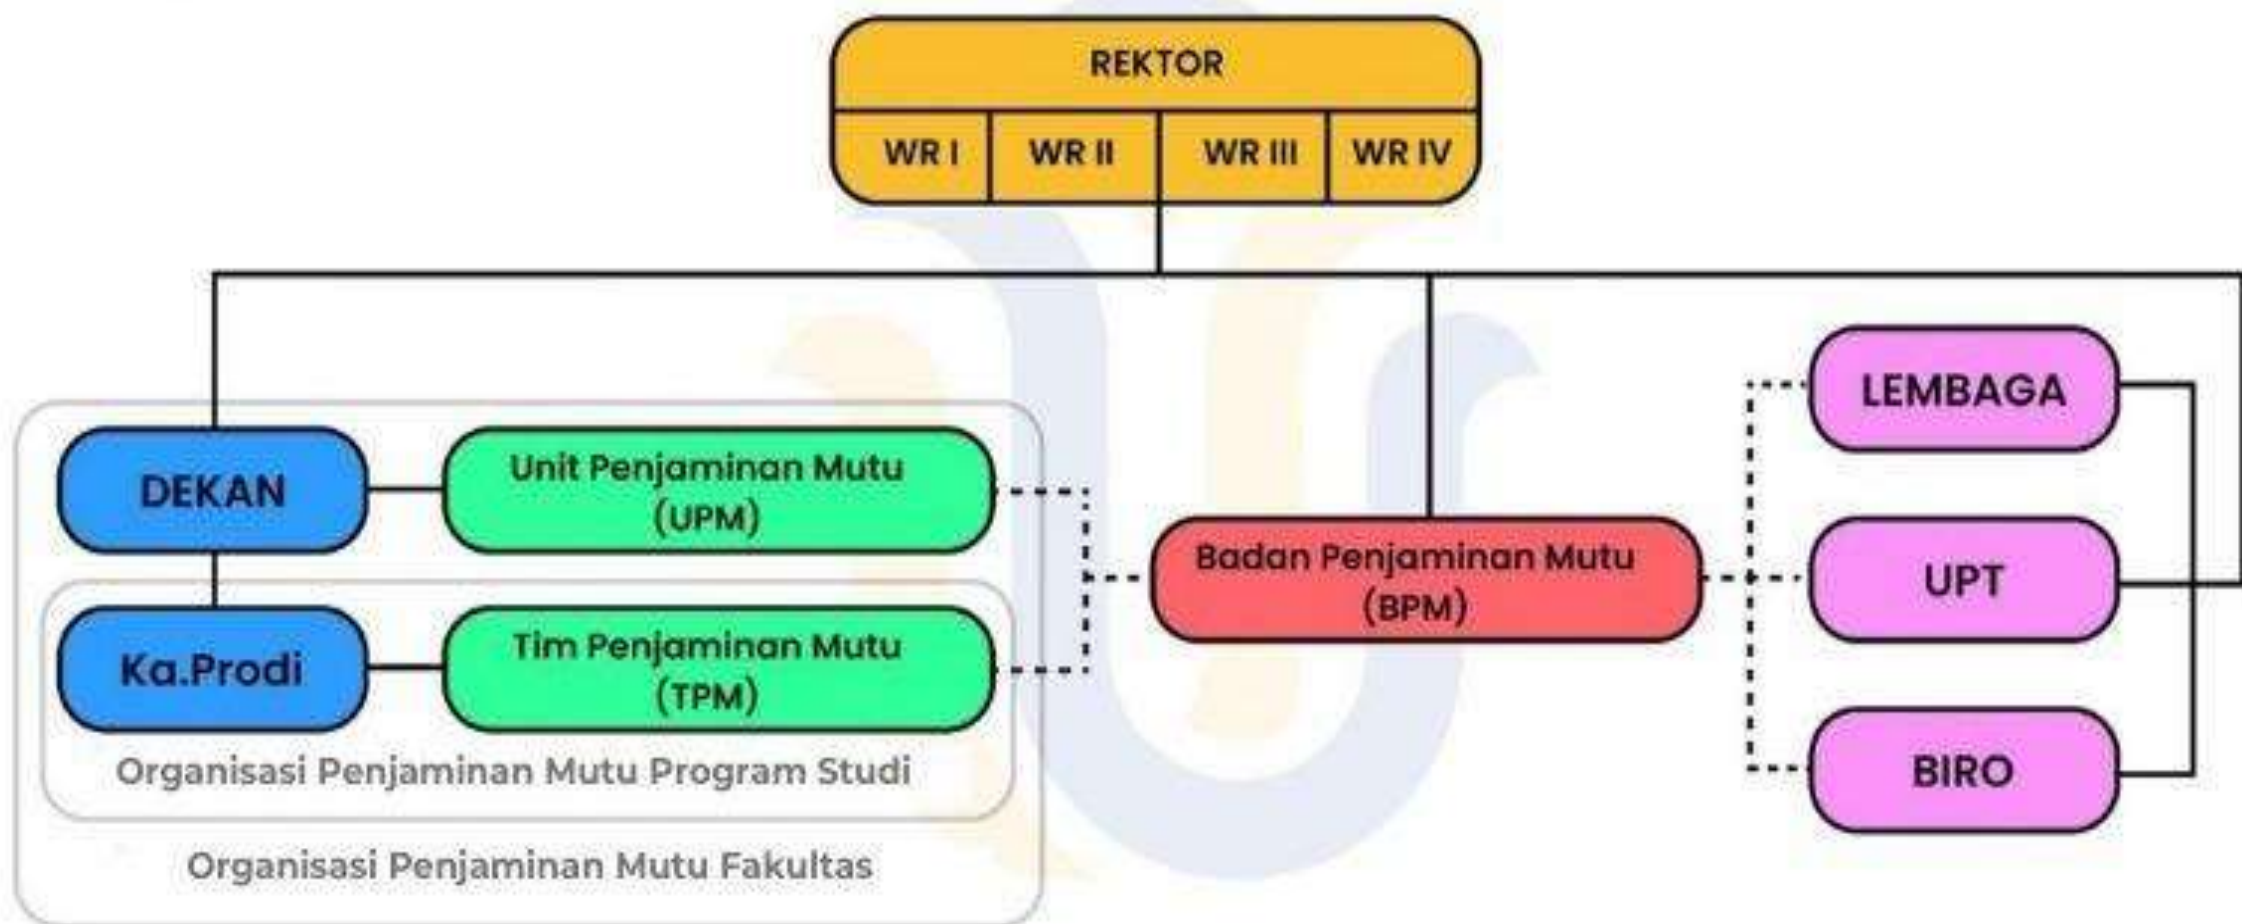 REKTOR
WR I
WR II
WR III
WR IV
DEKAN
Unit Penjaminan Mutu
(UPM)
Ka.Prodi
Tim Penjaminan Mutu
(TPM)
Organisasi Penjaminan Mutu Program Studi
Organisasi Penjaminan Mutu Fakultas
Badan Penjaminan Mutu
(BPM)
LEMBAGA
UPT
BIRO